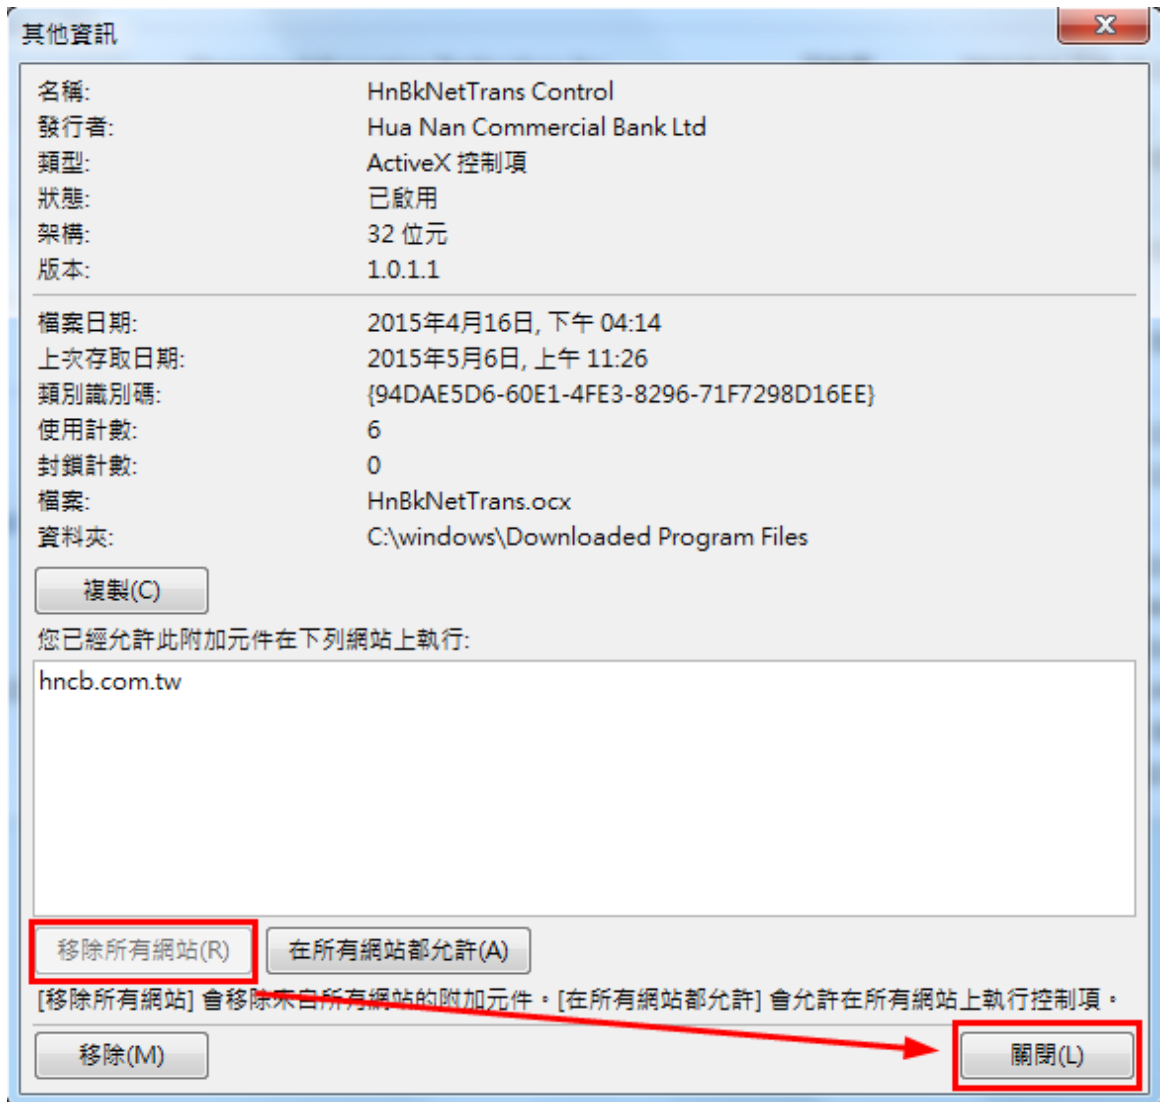 其他資訊
名稱: HnBkNetTrans Control
發行者: Hua Nan Commercial Bank Ltd
類型: ActiveX 控制項
狀態: 已啟用
架構: 32 位元
版本: 1.0.1.1
檔案日期: 2015年4月16日, 下午 04:14
上次存取日期: 2015年5月6日, 上午 11:26
類別識別碼: {94DAE5D6-60E1-4FE3-8296-71F7298D16EE}
使用計數: 6
封鎖計數: 0
檔案: HnBkNetTrans.ocx
資料夾: C:\windows\Downloaded Program Files
複製(C)
您已經允許此附加元件在下列網站上執行:
hncb.com.tw
移除所有網站(R) 在所有網站都允許(A)
[移除所有網站] 會移除來自所有網站的附加元件。[在所有網站都允許] 會允許在所有網站上執行控制項。
移除(M) 關閉(L)